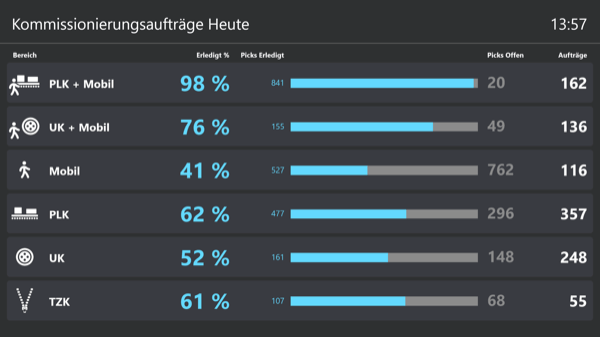 Kommissionierungsaufträge Heute 13:57
Bereich Erledigt % Picks Erledigt Picks Offen Aufträge
PLK + Mobil 98 % 841 20 162
UK + Mobil 76 % 155 49 136
Mobil 41 % 527 762 116
PLK 62 % 477 296 357
UK 52 % 161 148 248
TZK 61 % 107 68 55